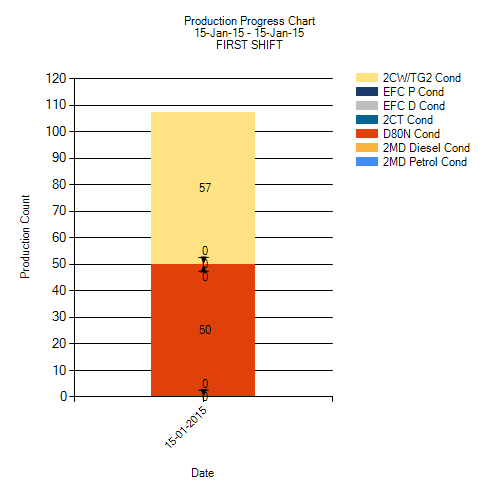 Production Progress Chart
15-Jan-15 - 15-Jan-15
FIRST SHIFT
120
110
100
90
80
70
60
50
40
30
20
10
0
Production Count
57
0
0
0
50
0
0
15-01-2015
Date
2CW/TG2 Cond
EFC P Cond
EFC D Cond
2CT Cond
D80N Cond
2MD Diesel Cond
2MD Petrol Cond